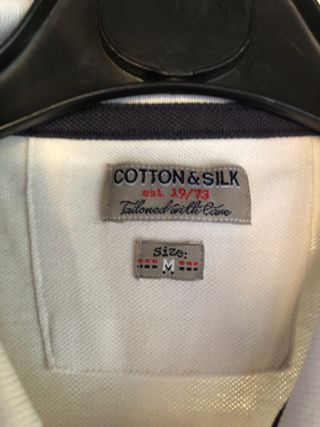 COTTON & SILK
est. 19/73
Tailored with Care
size:
M